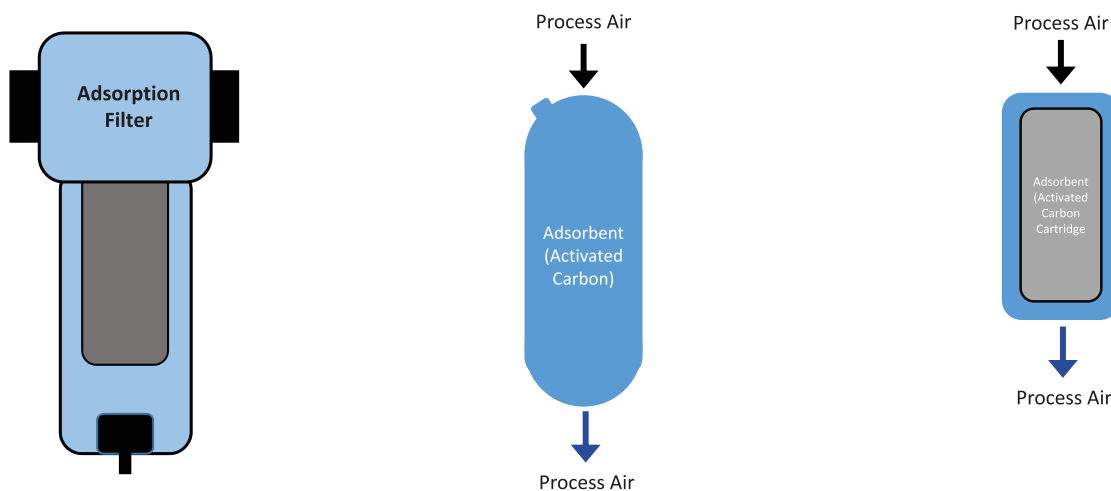 Adsorption
Filter
Process Air
Adsorbent
(Activated
Carbon)
Process Air
Process Air
Adsorbent
(Activated
Carbon
Cartridge
Process Air